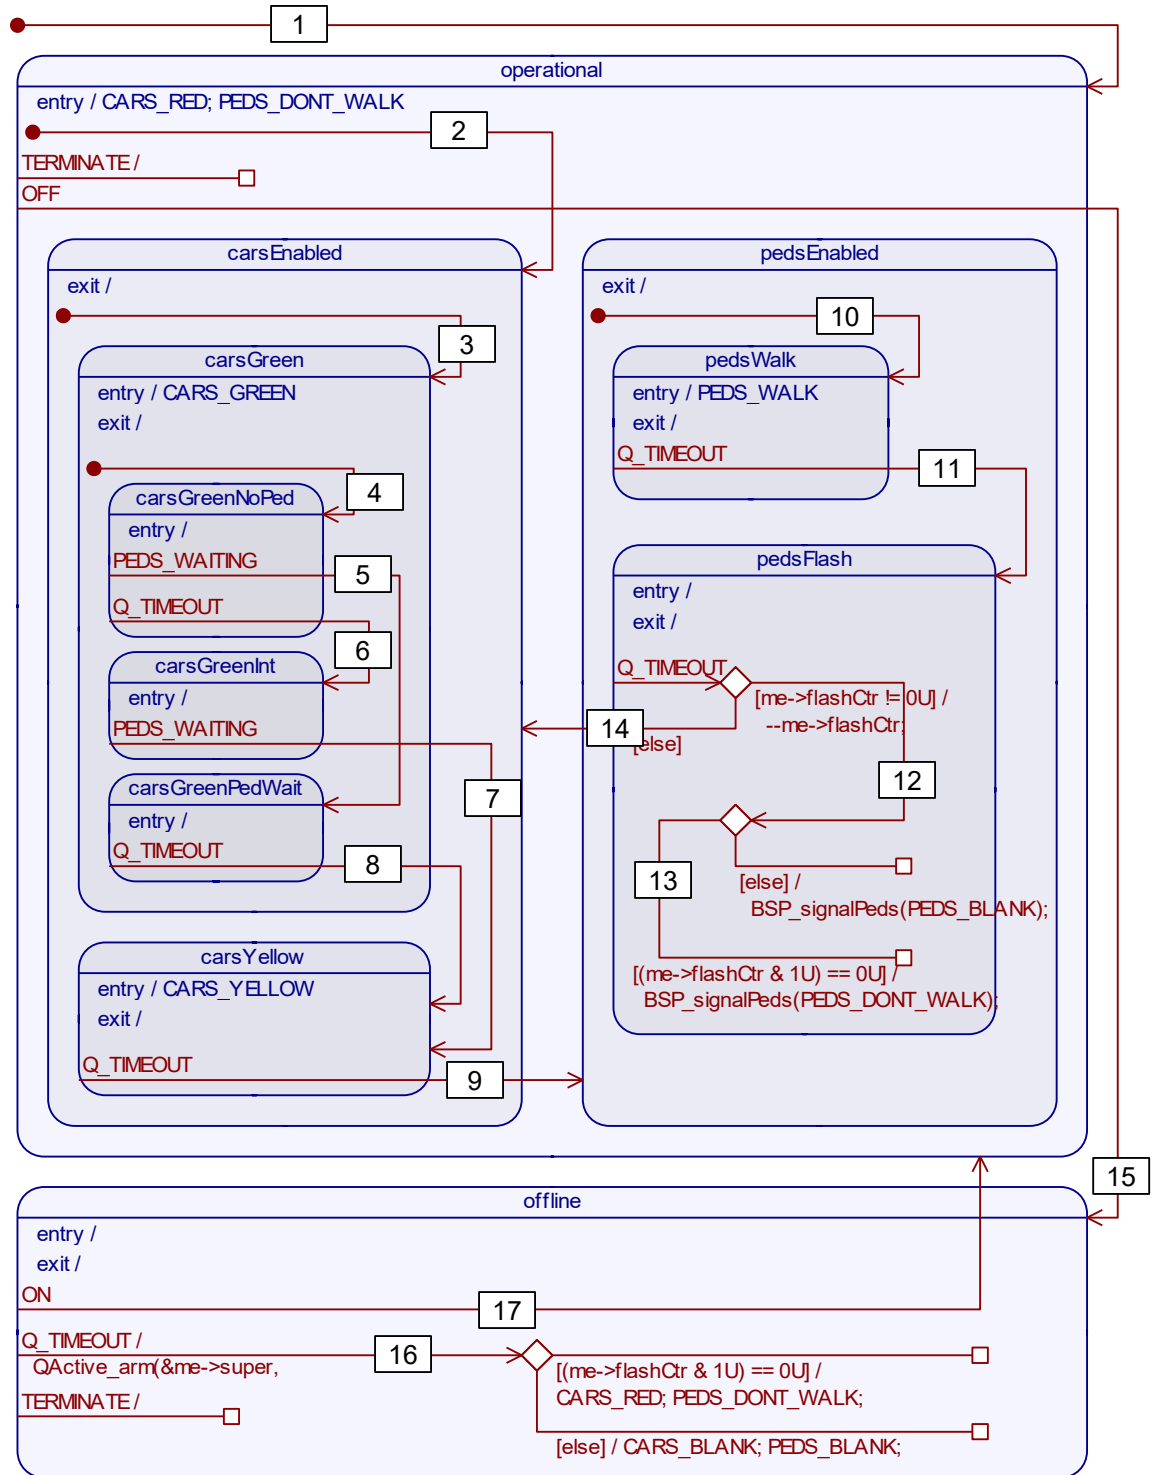 1
operational
entry / CARS_RED; PEDS_DONT_WALK
2
TERMINATE /
OFF
carsEnabled
exit /
3
carsGreen
entry / CARS_GREEN
exit /
4
carsGreenNoPed
entry /
PEDS_WAITING
5
Q_TIMEOUT
6
carsGreenInt
entry /
PEDS_WAITING
7
carsGreenPedWait
entry /
Q_TIMEOUT
8
carsYellow
entry / CARS_YELLOW
exit /
Q_TIMEOUT
9
pedsEnabled
exit /
10
pedsWalk
entry / PEDS_WALK
exit /
Q_TIMEOUT
11
pedsFlash
entry /
exit /
Q_TIMEOUT
[me->flashCtr != 0U] /
--me->flashCtr;
14
[else]
12
13
[else] /
BSP_signalPeds(PEDS_BLANK);
[(me->flashCtr & 1U) == 0U] /
BSP_signalPeds(PEDS_DONT_WALK);
15
offline
entry /
exit /
ON
17
Q_TIMEOUT /
QActive_arm(&me->super,
16
[(me->flashCtr & 1U) == 0U] /
CARS_RED; PEDS_DONT_WALK;
TERMINATE /
[else] / CARS_BLANK; PEDS_BLANK;